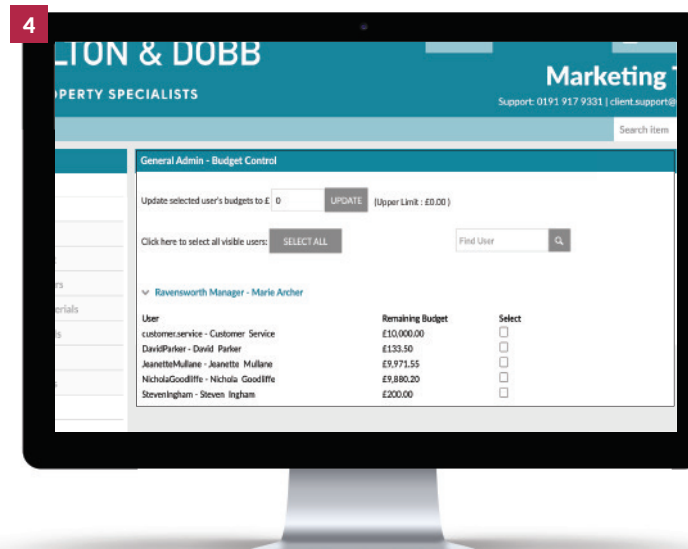 4
LTON & DOBB
OPERTY SPECIALISTS
Marketing
Support: 0191 917 9331 | client.support@
Search item
General Admin - Budget Control
Update selected user's budgets to £ 0 UPDATE (Upper Limit : £0.00 )
Click here to select all visible users: SELECT ALL Find User
rs
Ravensworth Manager - Marie Archer
erials
User Remaining Budget Select
ls
customer.service - Customer Service £10,000.00
DavidParker - David Parker £133.50
JeanetteMullane - Jeanette Mullane £9,971.55
s
NicholaGoodliffe - Nichola Goodliffe £9,880.20
StevenIngham - Steven Ingham £200.00